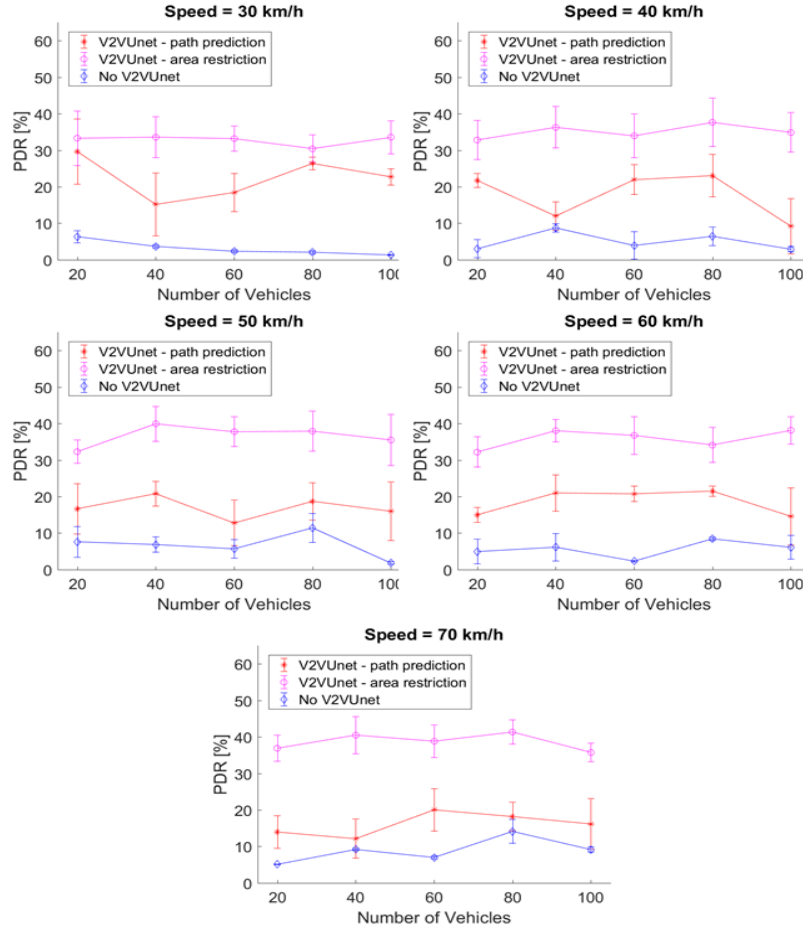 Speed = 30 km/h
60
50
40
30
20
10
0
PDR [%]
V2VUnet - path prediction
V2VUnet - area restriction
No V2VUnet
20 40 60 80 100
Number of Vehicles
Speed = 40 km/h
60
50
40
30
20
10
0
PDR [%]
V2VUnet - path prediction
V2VUnet - area restriction
No V2VUnet
20 40 60 80 100
Number of Vehicles
Speed = 50 km/h
60
50
40
30
20
10
0
PDR [%]
V2VUnet - path prediction
V2VUnet - area restriction
No V2VUnet
20 40 60 80 100
Number of Vehicles
Speed = 60 km/h
60
50
40
30
20
10
0
PDR [%]
V2VUnet - path prediction
V2VUnet - area restriction
No V2VUnet
20 40 60 80 100
Number of Vehicles
Speed = 70 km/h
60
50
40
30
20
10
0
PDR [%]
V2VUnet - path prediction
V2VUnet - area restriction
No V2VUnet
20 40 60 80 100
Number of Vehicles